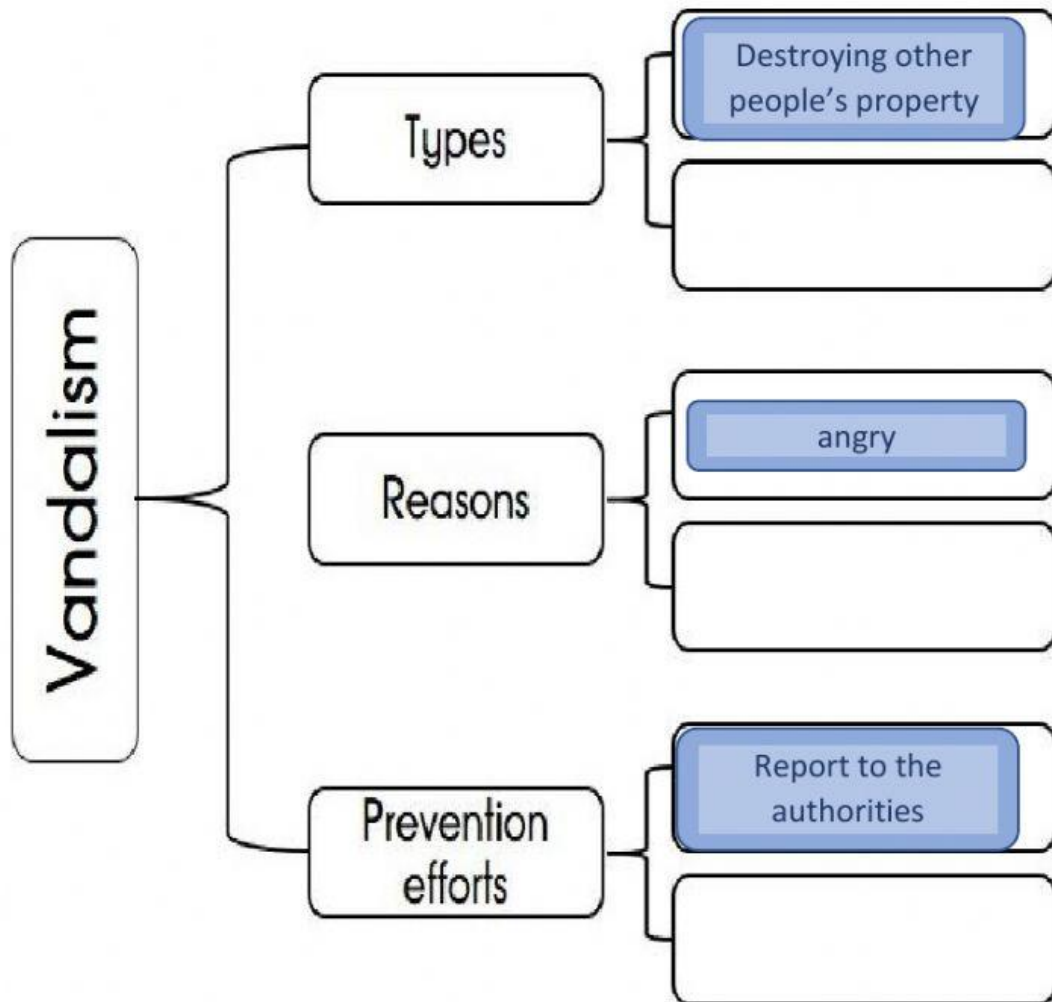 Vandalism
Types
Destroying other
people's property
Reasons
angry
Prevention
efforts
Report to the
authorities